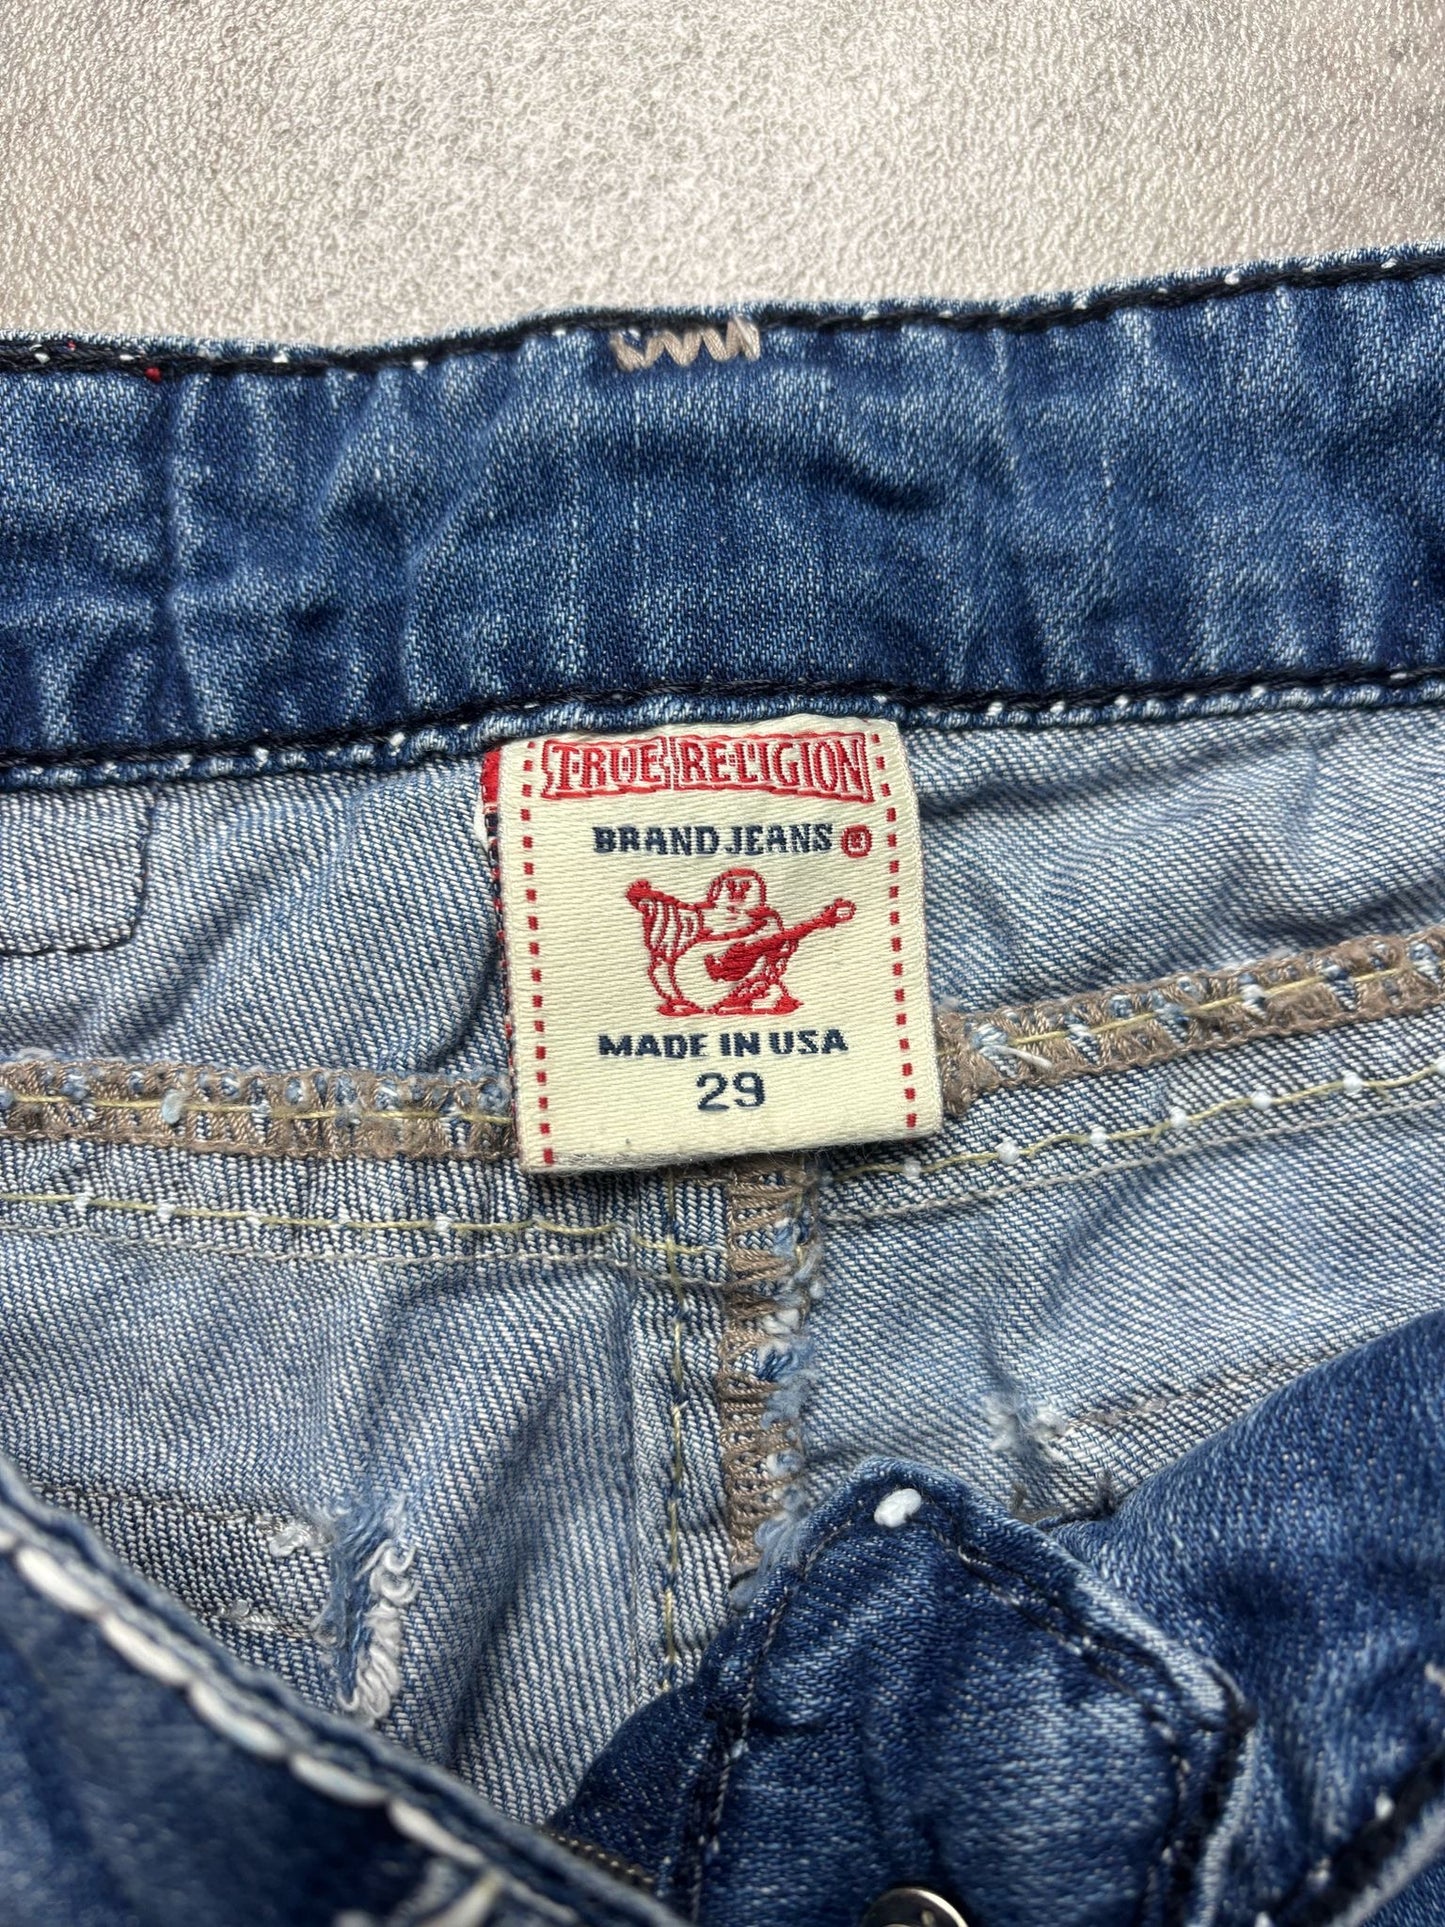 TRUE RELIGION
BRAND JEANS ®
MADE IN USA
29